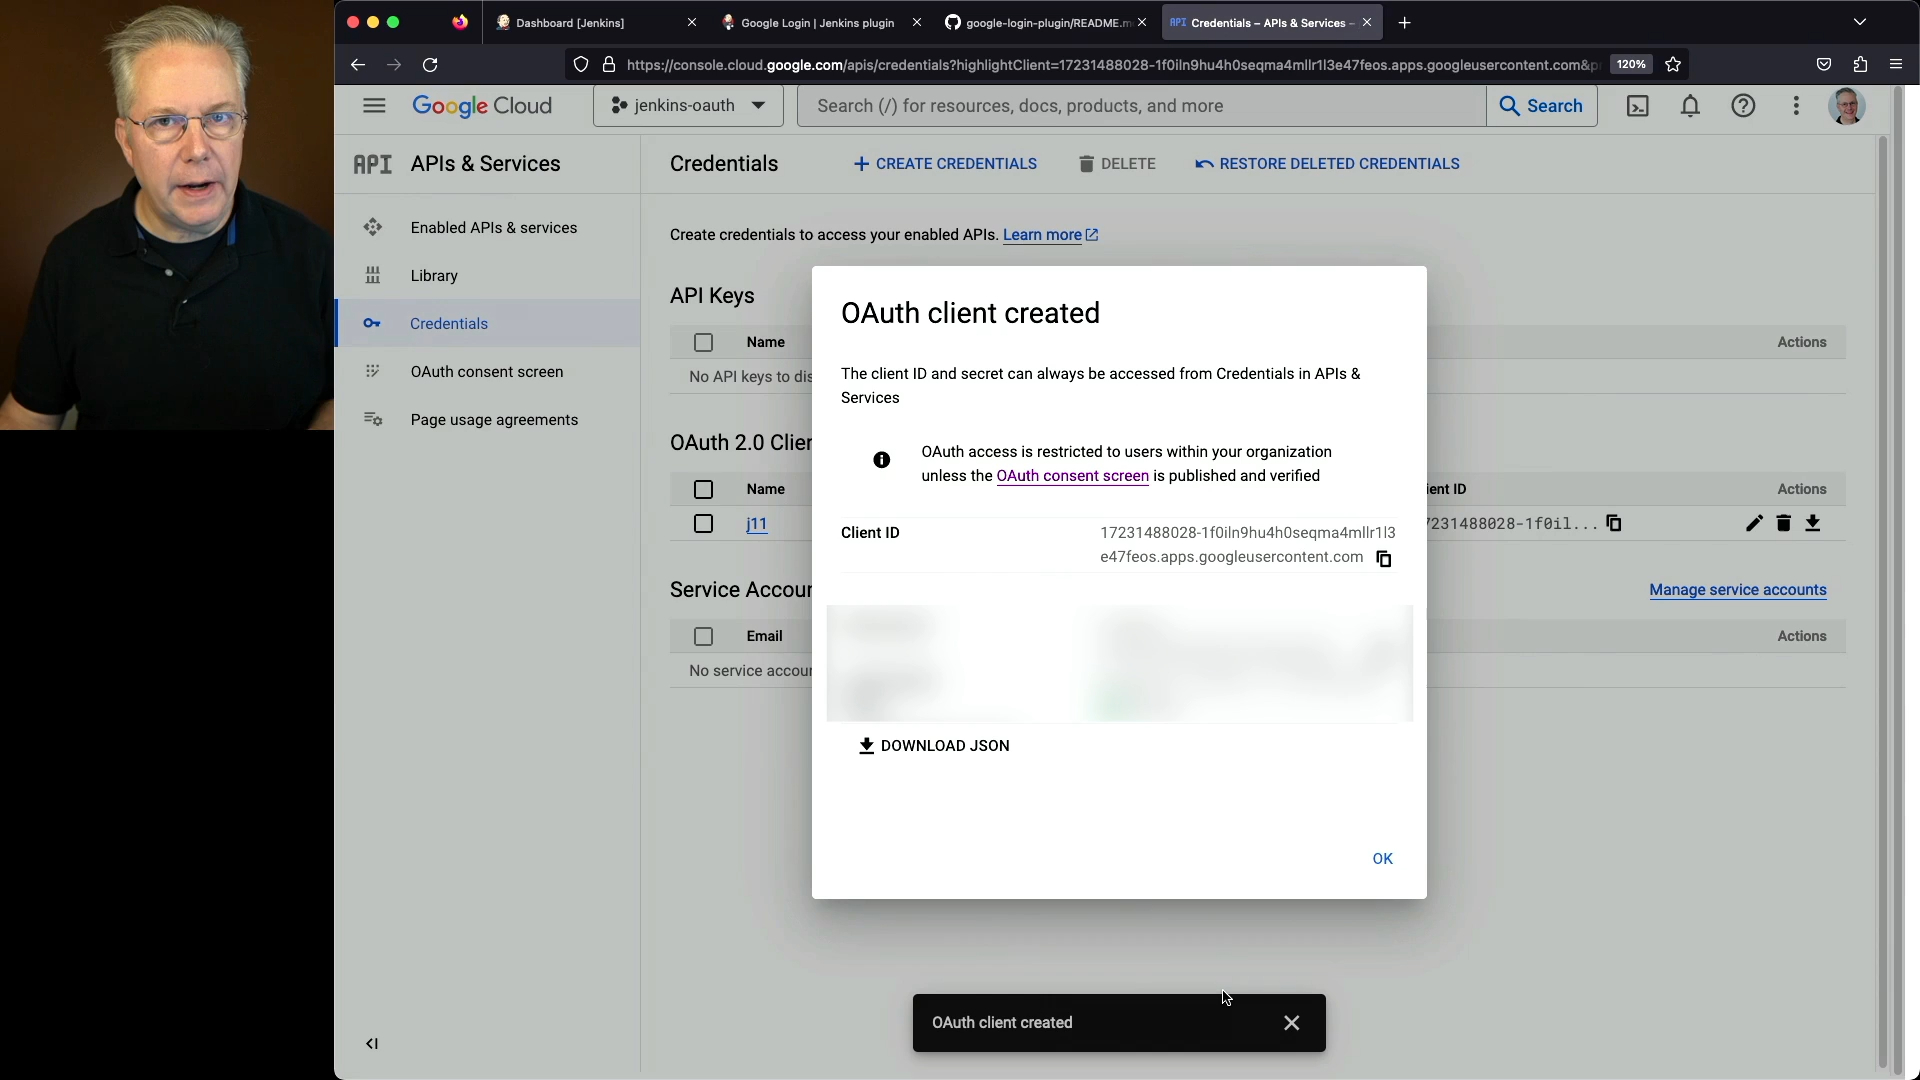 Dashboard [Jenkins]
Google Login | Jenkins plugin
google-login-plugin/README.m
API Credentials – APIs & Services –
https://console.cloud.google.com/apis/credentials?highlightClient=17231488028-1f0iln9hu4h0seqma4mllr1l3e47feos.apps.googleusercontent.com&p
120%
Google Cloud
jenkins-oauth
Search (/) for resources, docs, products, and more
Search
API APIs & Services
Credentials
CREATE CREDENTIALS
DELETE
RESTORE DELETED CREDENTIALS
Enabled APIs & services
Library
Credentials
OAuth consent screen
Page usage agreements
Create credentials to access your enabled APIs. Learn more
API Keys
Name
Actions
No API keys to dis
OAuth 2.0 Clien
Name
ient ID
Actions
j11
7231488028-1f0il...
Service Accoun
Manage service accounts
Email
Actions
No service accoun
OAuth client created
The client ID and secret can always be accessed from Credentials in APIs &
Services
OAuth access is restricted to users within your organization
unless the OAuth consent screen is published and verified
Client ID
17231488028-1f0iln9hu4h0seqma4mllr1l3
e47feos.apps.googleusercontent.com
DOWNLOAD JSON
OK
OAuth client created